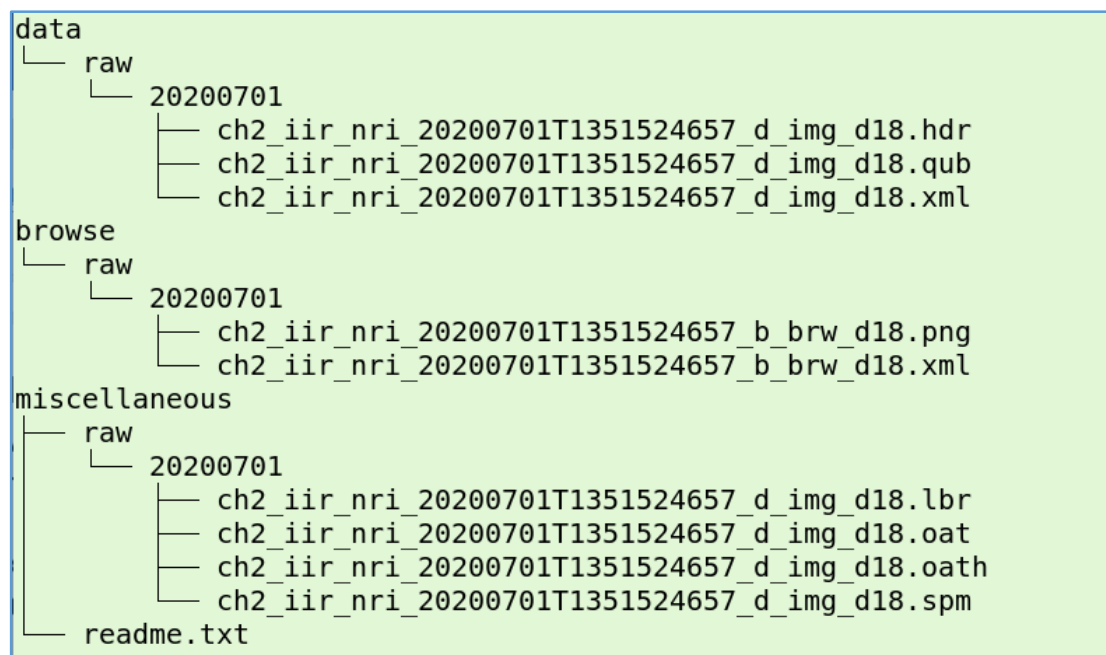 data
└── raw
    └── 20200701
        ├── ch2_iir_nri_20200701T1351524657_d_img_d18.hdr
        ├── ch2_iir_nri_20200701T1351524657_d_img_d18.qub
        └── ch2_iir_nri_20200701T1351524657_d_img_d18.xml
browse
└── raw
    └── 20200701
        ├── ch2_iir_nri_20200701T1351524657_b_brw_d18.png
        └── ch2_iir_nri_20200701T1351524657_b_brw_d18.xml
miscellaneous
├── raw
│   └── 20200701
│       ├── ch2_iir_nri_20200701T1351524657_d_img_d18.lbr
│       ├── ch2_iir_nri_20200701T1351524657_d_img_d18.oat
│       ├── ch2_iir_nri_20200701T1351524657_d_img_d18.oath
│       └── ch2_iir_nri_20200701T1351524657_d_img_d18.spm
└── readme.txt